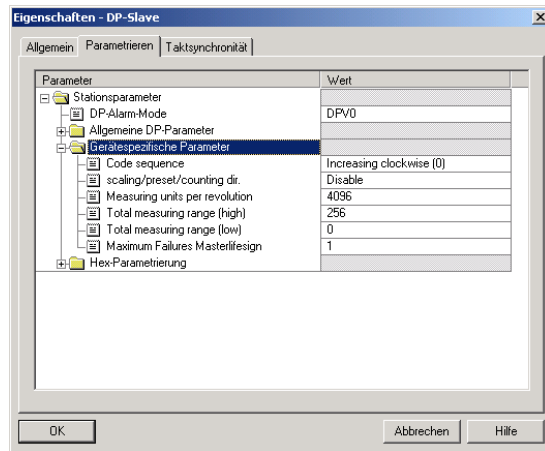 Eigenschaften - DP-Slave
Allgemein Parametrieren Taktsynchronität
Parameter Wert
Stationsparameter
DP-Alarm-Mode DPV0
Allgemeine DP-Parameter
Gerätespezifische Parameter
Code sequence Increasing clockwise (0)
scaling/preset/counting dir. Disable
Measuring units per revolution 4096
Total measuring range (high) 256
Total measuring range (low) 0
Maximum Failures Masterlifesign 1
Hex-Parametrierung
OK Abbrechen Hilfe